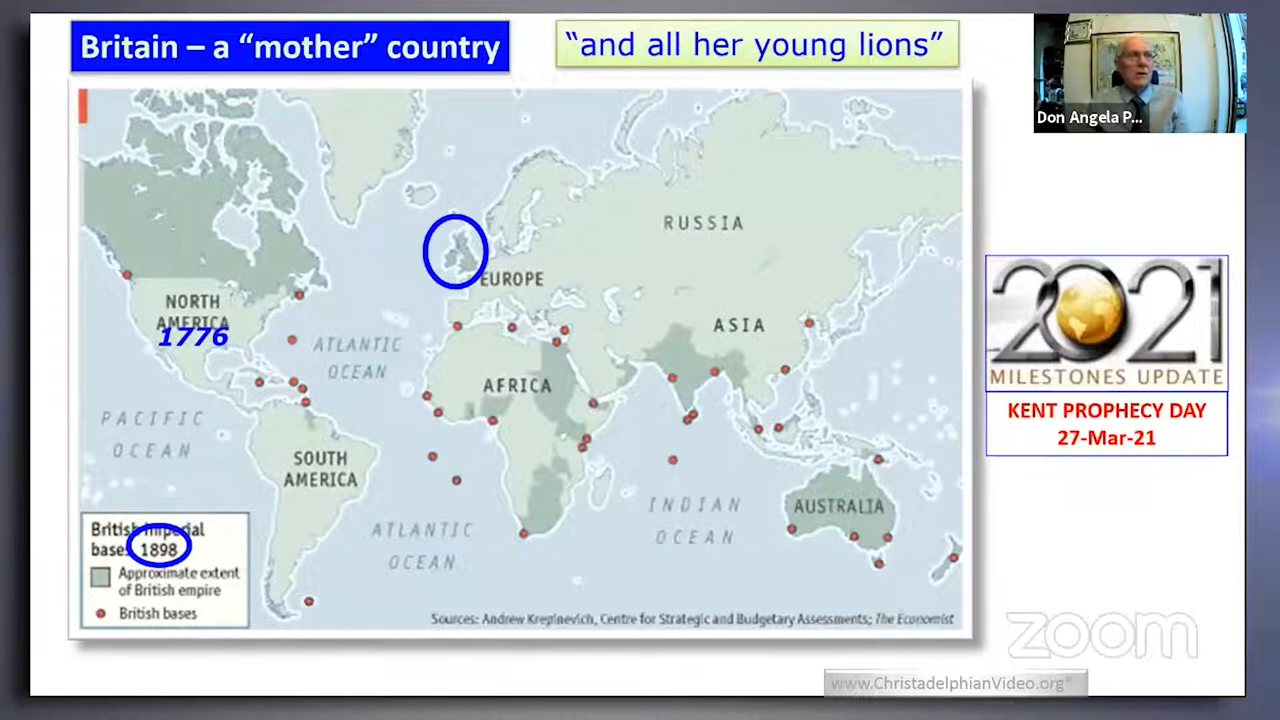 Britain – a “mother” country
“and all her young lions”
Don Angela P...
RUSSIA
EUROPE
NORTH
AMERICA
1776
ASIA
ATLANTIC
OCEAN
AFRICA
PACIFIC
OCEAN
SOUTH
AMERICA
INDIAN
OCEAN
AUSTRALIA
ATLANTIC
OCEAN
British Imperial
bases 1898
Approximate extent
of British empire
British bases
Sources: Andrew Krepinevich, Centre for Strategic and Budgetary Assessments; The Economist
2021
MILESTONES UPDATE
KENT PROPHECY DAY
27-Mar-21
zoom
www.ChristadelphianVideo.org